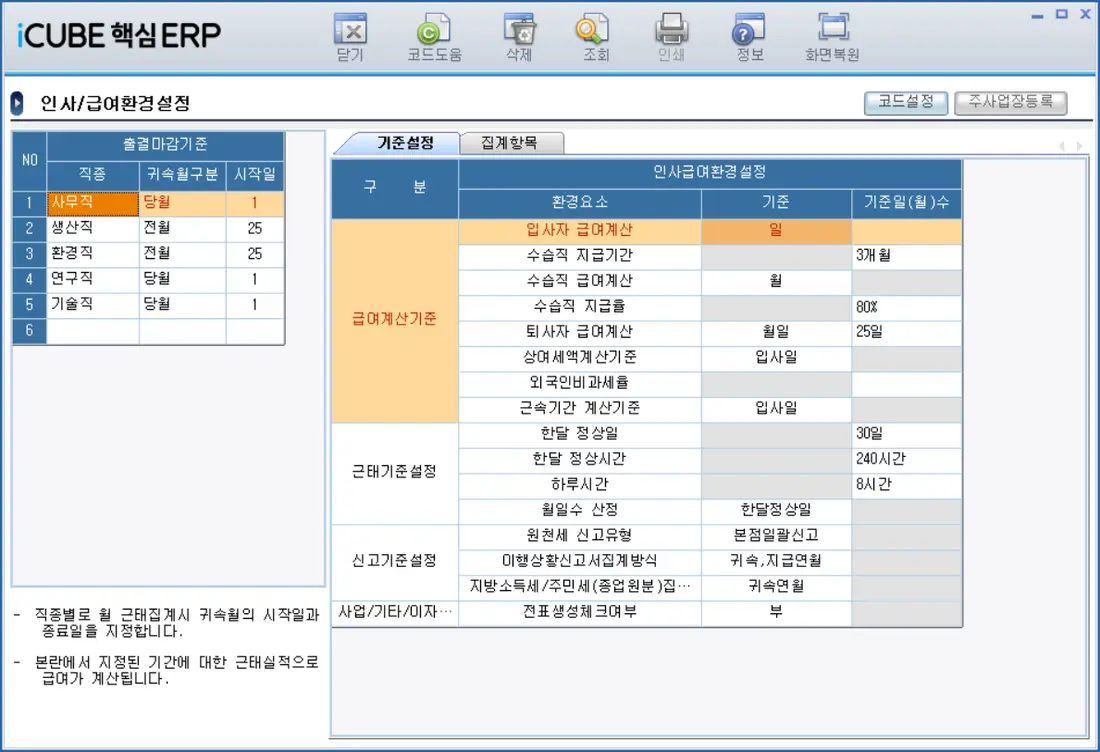 iCUBE 핵심ERP
닫기 코드도움 삭제 조회 인쇄 정보 화면복원
인사/급여환경설정
코드설정 주사업장등록
NO 출결마감기준
직종 귀속월구분 시작일
1 사무직 당월 1
2 생산직 전월 25
3 환경직 전월 25
4 연구직 당월 1
5 기술직 당월 1
6
- 직종별로 월 근태집계시 귀속월의 시작일과
종료일을 지정합니다.
- 본란에서 지정된 기간에 대한 근태실적으로
급여가 계산됩니다.
기준설정 집계항목
구 분 인사급여환경설정
환경요소 기준 기준일(월)수
급여계산기준
입사자 급여계산 일
수습직 지급기간 3개월
수습직 급여계산 월
수습직 지급율 80%
퇴사자 급여계산 월일 25일
상여세액계산기준 입사일
외국인비과세율
근속기간 계산기준 입사일
근태기준설정
한달 정상일 30일
한달 정상시간 240시간
하루시간 8시간
월일수 산정 한달정상일
신고기준설정
원천세 신고유형 본점일괄신고
이행상황신고서집계방식 귀속,지급연월
지방소득세/주민세(종업원분)집… 귀속연월
사업/기타/이자… 전표생성체크여부 부